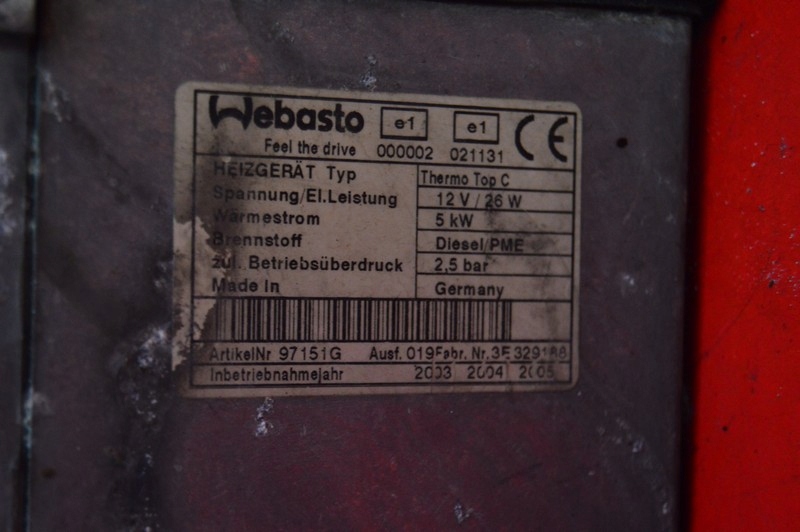 Webasto e1 e1 CE
Feel the drive 000002 021131
HEIZGERÄT Typ Thermo Top C
Spannung/El.Leistung 12 V / 26 W
Wärmestrom 5 kW
Brennstoff Diesel/PME
zul. Betriebsüberdruck 2,5 bar
Made In Germany
ArtikelNr 97151G Ausf. 019 Fabr. Nr. 3E 329188
Inbetriebnahmejahr 2003 2004 2005